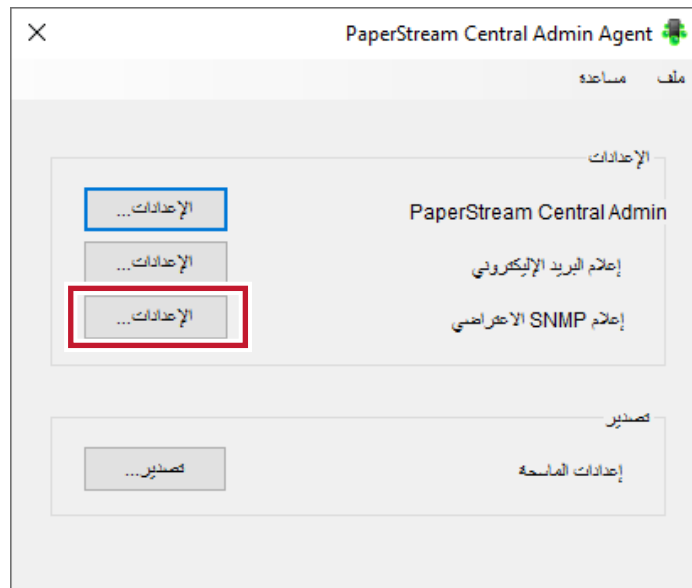 PaperStream Central Admin Agent
ملف مساعدة
الإعدادات
PaperStream Central Admin الإعدادات...
إعلام البريد الإليكتروني الإعدادات...
إعلام SNMP الاعتراضي الإعدادات...
تصدير
إعدادات الماسحة تصدير...